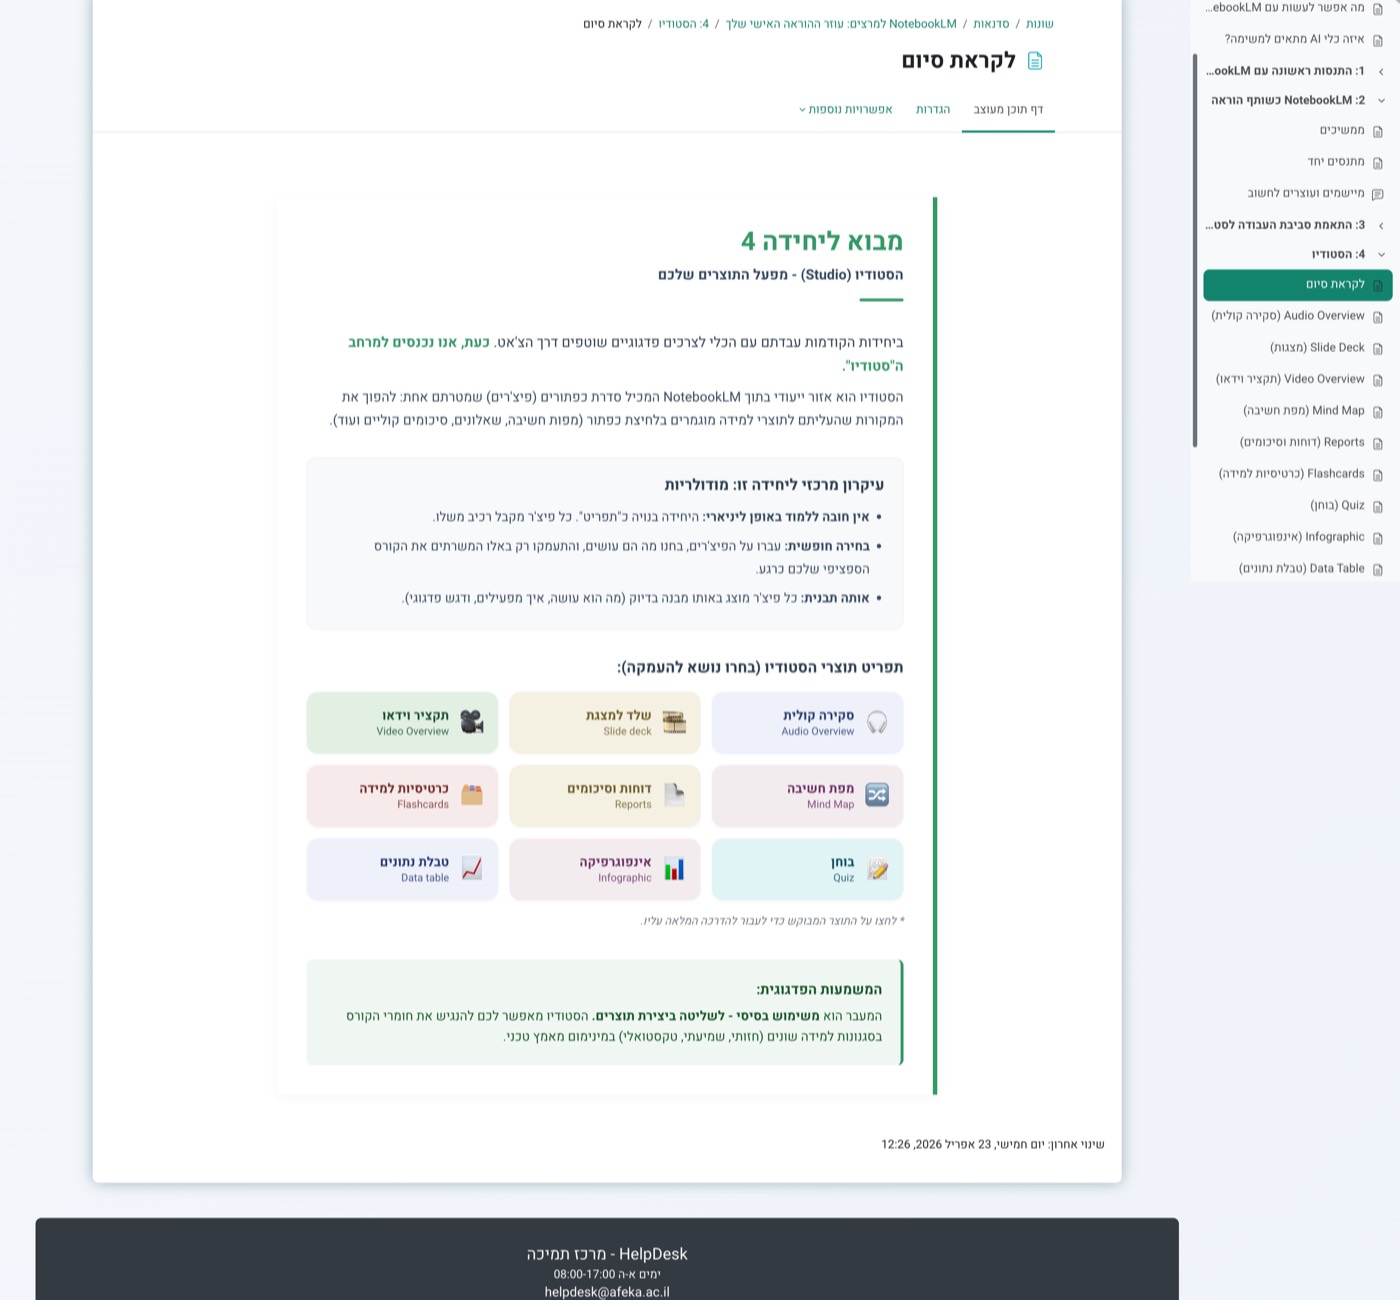 שונות / סדנאות / NotebookLM למרצים: עוזר ההוראה האישי שלך / 4: הסטודיו / לקראת סיום
לקראת סיום
דף תוכן מעוצב
הגדרות
אפשרויות נוספות
מבוא ליחידה 4
הסטודיו (Studio) - מפעל התוצרים שלכם
ביחידות הקודמות עבדתם עם הכלי לצרכים פדגוגיים שוטפים דרך הצ'אט. כעת, אנו נכנסים למרחב
ה"סטודיו".
הסטודיו הוא אזור ייעודי בתוך NotebookLM המכיל סדרת כפתורים (פיצ'רים) שמטרתם אחת: להפוך את
המקורות שהעליתם לתוצרי למידה מוגמרים בלחיצת כפתור (מפות חשיבה, שאלונים, סיכומים קוליים ועוד).
עיקרון מרכזי ליחידה זו: מודולריות
• אין חובה ללמוד באופן ליניארי: היחידה בנויה כ"תפריט". כל פיצ'ר מקבל רכיב משלו.
• בחירה חופשית: עברו על הפיצ'רים, בחנו מה הם עושים, והתעמקו רק באלו המשרתים את הקורס
הספציפי שלכם כרגע.
• אותה תבנית: כל פיצ'ר מוצג באותו מבנה בדיוק (מה הוא עושה, איך מפעילים, ודגש פדגוגי).
תפריט תוצרי הסטודיו (בחרו נושא להעמקה):
סקירה קולית
Audio Overview
שלד למצגת
Slide deck
תקציר וידאו
Video Overview
מפת חשיבה
Mind Map
דוחות וסיכומים
Reports
כרטיסיות למידה
Flashcards
בוחן
Quiz
אינפוגרפיקה
Infographic
טבלת נתונים
Data table
* לחצו על התוצר המבוקש כדי לעבור להדרכה המלאה עליו.
המשמעות הפדגוגית:
המעבר הוא משימוש בסיסי - לשליטה ביצירת תוצרים. הסטודיו מאפשר לכם להנגיש את חומרי הקורס
בסגנונות למידה שונים (חזותי, שמיעתי, טקסטואלי) במינימום מאמץ טכני.
שינוי אחרון: יום חמישי, 23 אפריל 2026, 12:26
HelpDesk - מרכז תמיכה
ימים א-ה 08:00-17:00
helpdesk@afeka.ac.il
מה אפשר לעשות עם ebookLM...
איזה כלי AI מתאים למשימה?
1: התנסות ראשונה עם ookLM...
2: NotebookLM כשותף הוראה
ממשיכים
מתנסים יחד
מיישמים ועוצרים לחשוב
3: התאמת סביבת העבודה לסט...
4: הסטודיו
לקראת סיום
Audio Overview (סקירה קולית)
Slide Deck (מצגות)
Video Overview (תקציר וידאו)
Mind Map (מפת חשיבה)
Reports (דוחות וסיכומים)
Flashcards (כרטיסיות למידה)
Quiz (בוחן)
Infographic (אינפוגרפיקה)
Data Table (טבלת נתונים)